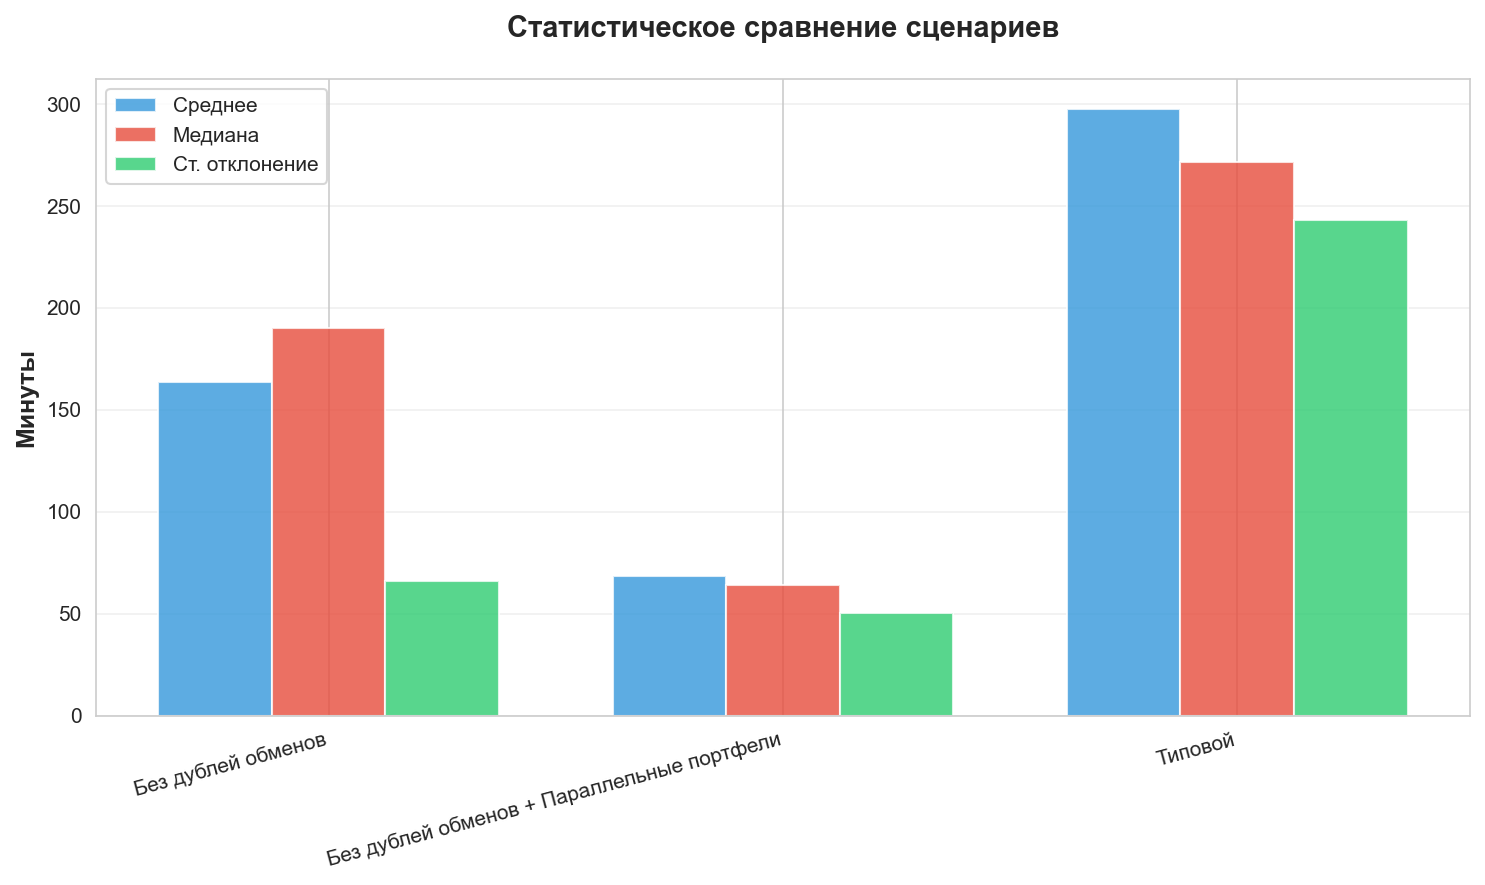 Статистическое сравнение сценариев
Среднее
Медиана
Ст. отклонение
Минуты
300
250
200
150
100
50
0
Без дублей обменов
Без дублей обменов + Параллельные портфели
Типовой